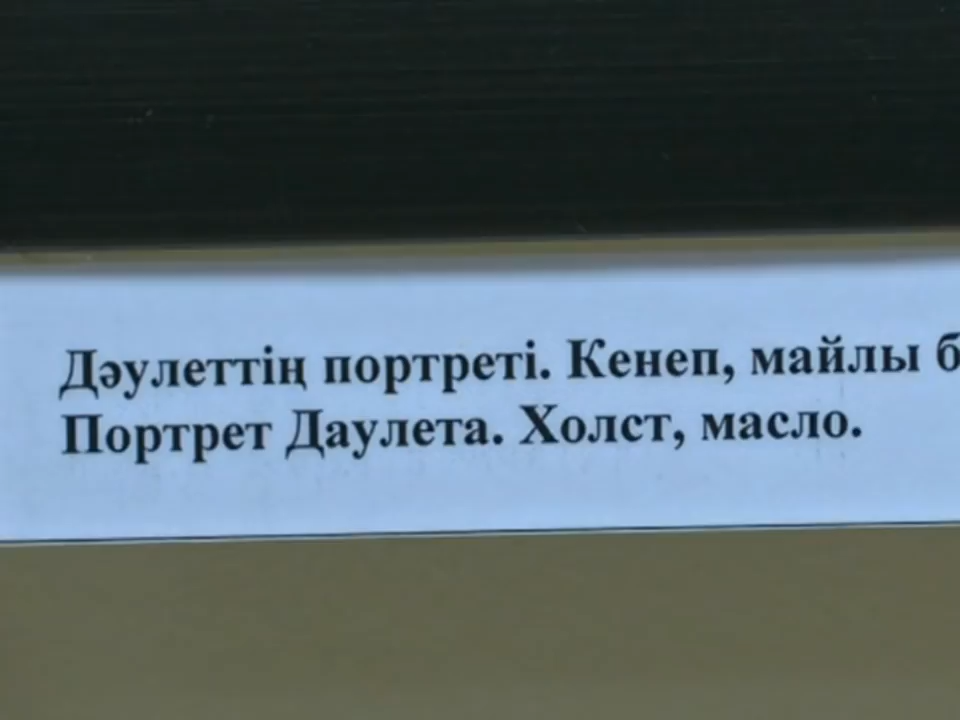 Дәулеттің портреті. Кенеп, майлы б
Портрет Даулета. Холст, масло.